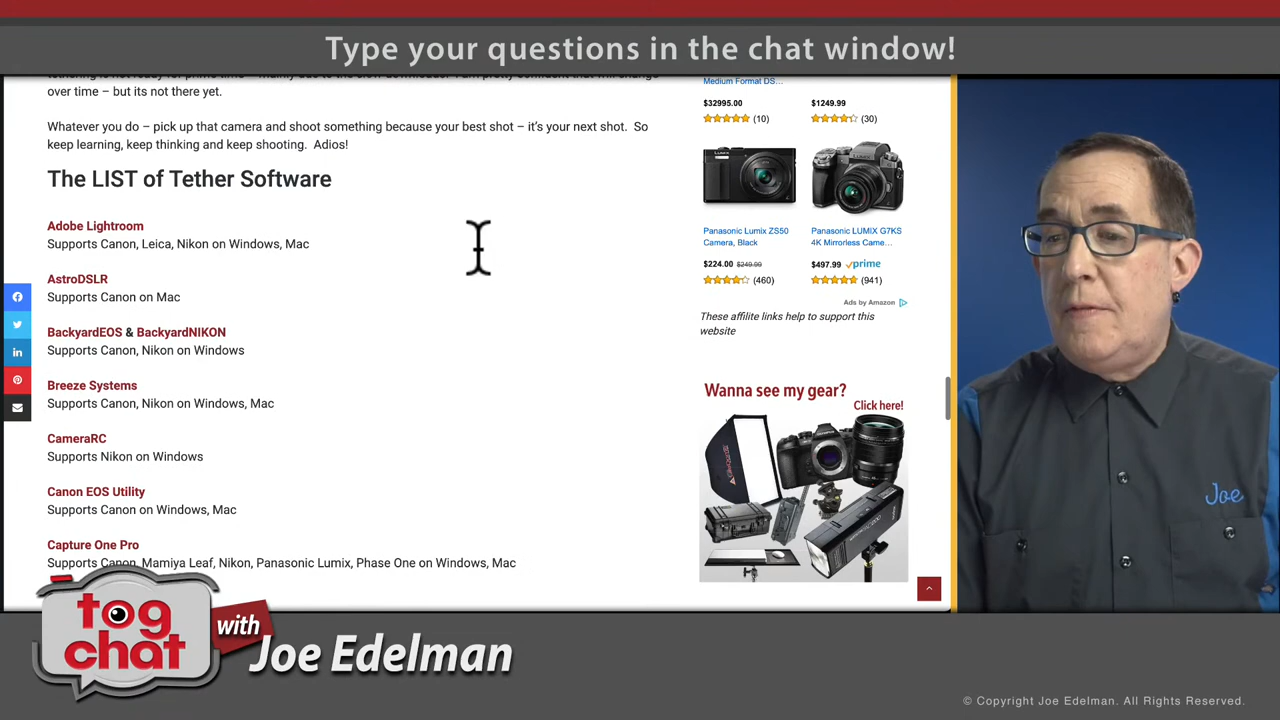 Type your questions in the chat window!
over time – but its not there yet.
Whatever you do – pick up that camera and shoot something because your best shot – it's your next shot. So
keep learning, keep thinking and keep shooting. Adios!
The LIST of Tether Software
Adobe Lightroom
Supports Canon, Leica, Nikon on Windows, Mac
AstroDSLR
Supports Canon on Mac
BackyardEOS & BackyardNIKON
Supports Canon, Nikon on Windows
Breeze Systems
Supports Canon, Nikon on Windows, Mac
CameraRC
Supports Nikon on Windows
Canon EOS Utility
Supports Canon on Windows, Mac
Capture One Pro
Supports Canon, Mamiya Leaf, Nikon, Panasonic Lumix, Phase One on Windows, Mac
Medium Format DS...
$32995.00 $1249.99
(10) (30)
Panasonic Lumix ZS50 Panasonic LUMIX G7KS
Camera, Black 4K Mirrorless Came...
$224.00 $249.99 $497.99 prime
(460) (941)
Ads by Amazon
These affilite links help to support this
website
Wanna see my gear?
Click here!
Joe
tog
chat
with
Joe Edelman
© Copyright Joe Edelman. All Rights Reserved.